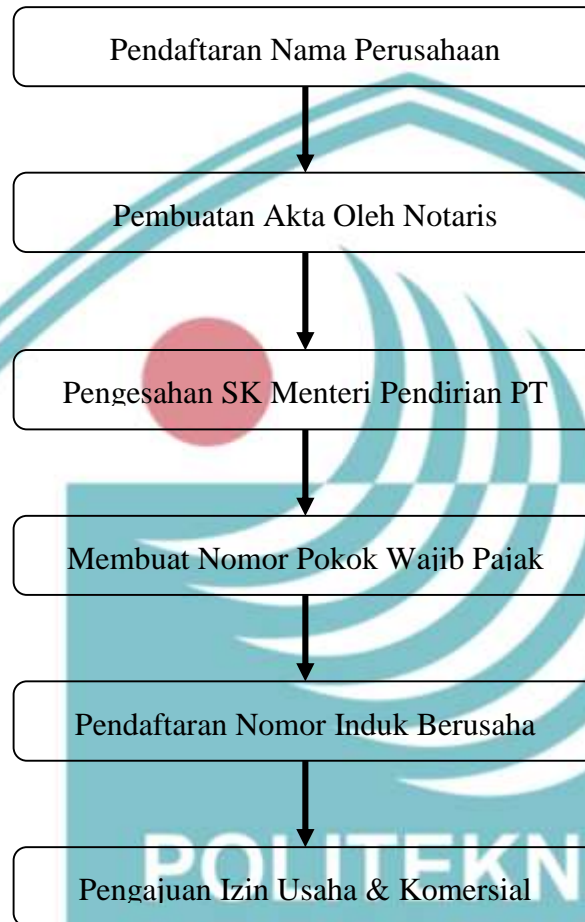 Pendaftaran Nama Perusahaan
Pembuatan Akta Oleh Notaris
Pengesahan SK Menteri Pendirian PT
Membuat Nomor Pokok Wajib Pajak
Pendaftaran Nomor Induk Berusaha
POLITEKN
Pengajuan Izin Usaha & Komersial